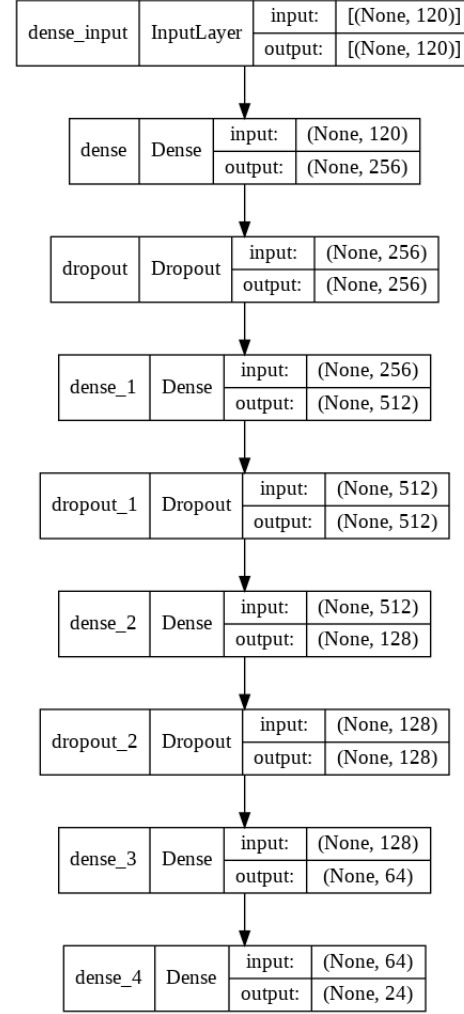 dense_input InputLayer input: [(None, 120)]
output: [(None, 120)]
dense Dense input: (None, 120)
output: (None, 256)
dropout Dropout input: (None, 256)
output: (None, 256)
dense_1 Dense input: (None, 256)
output: (None, 512)
dropout_1 Dropout input: (None, 512)
output: (None, 512)
dense_2 Dense input: (None, 512)
output: (None, 128)
dropout_2 Dropout input: (None, 128)
output: (None, 128)
dense_3 Dense input: (None, 128)
output: (None, 64)
dense_4 Dense input: (None, 64)
output: (None, 24)